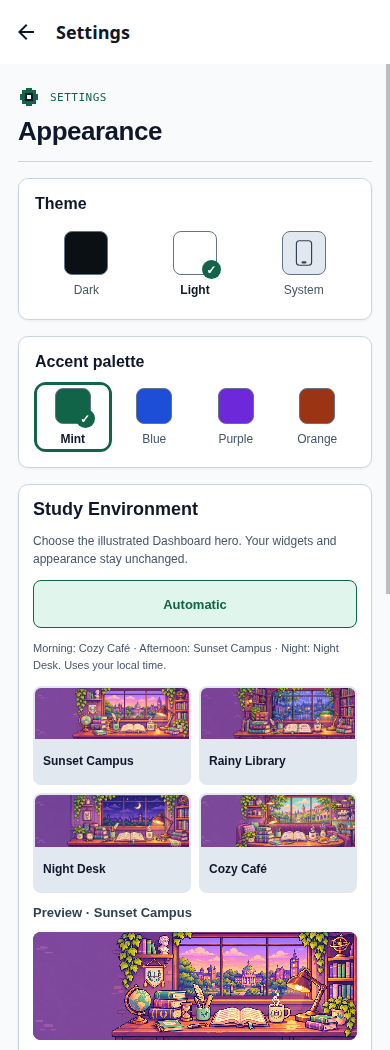 Settings
SETTINGS
Appearance
Theme
Dark
Light
System
Accent palette
Mint
Blue
Purple
Orange
Study Environment
Choose the illustrated Dashboard hero. Your widgets and
appearance stay unchanged.
Automatic
Morning: Cozy Café · Afternoon: Sunset Campus · Night: Night
Desk. Uses your local time.
Sunset Campus
Rainy Library
Night Desk
Cozy Café
Preview · Sunset Campus